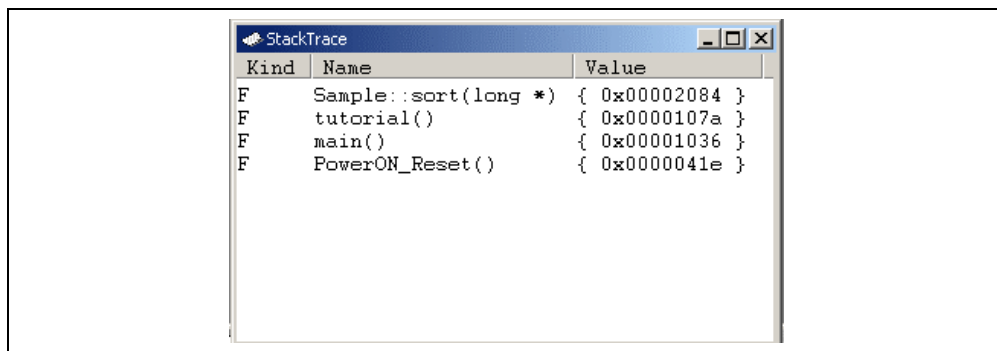 StackTrace
Kind Name Value
F Sample::sort(long *) { 0x00002084 }
F tutorial() { 0x0000107a }
F main() { 0x00001036 }
F PowerON_Reset() { 0x0000041e }